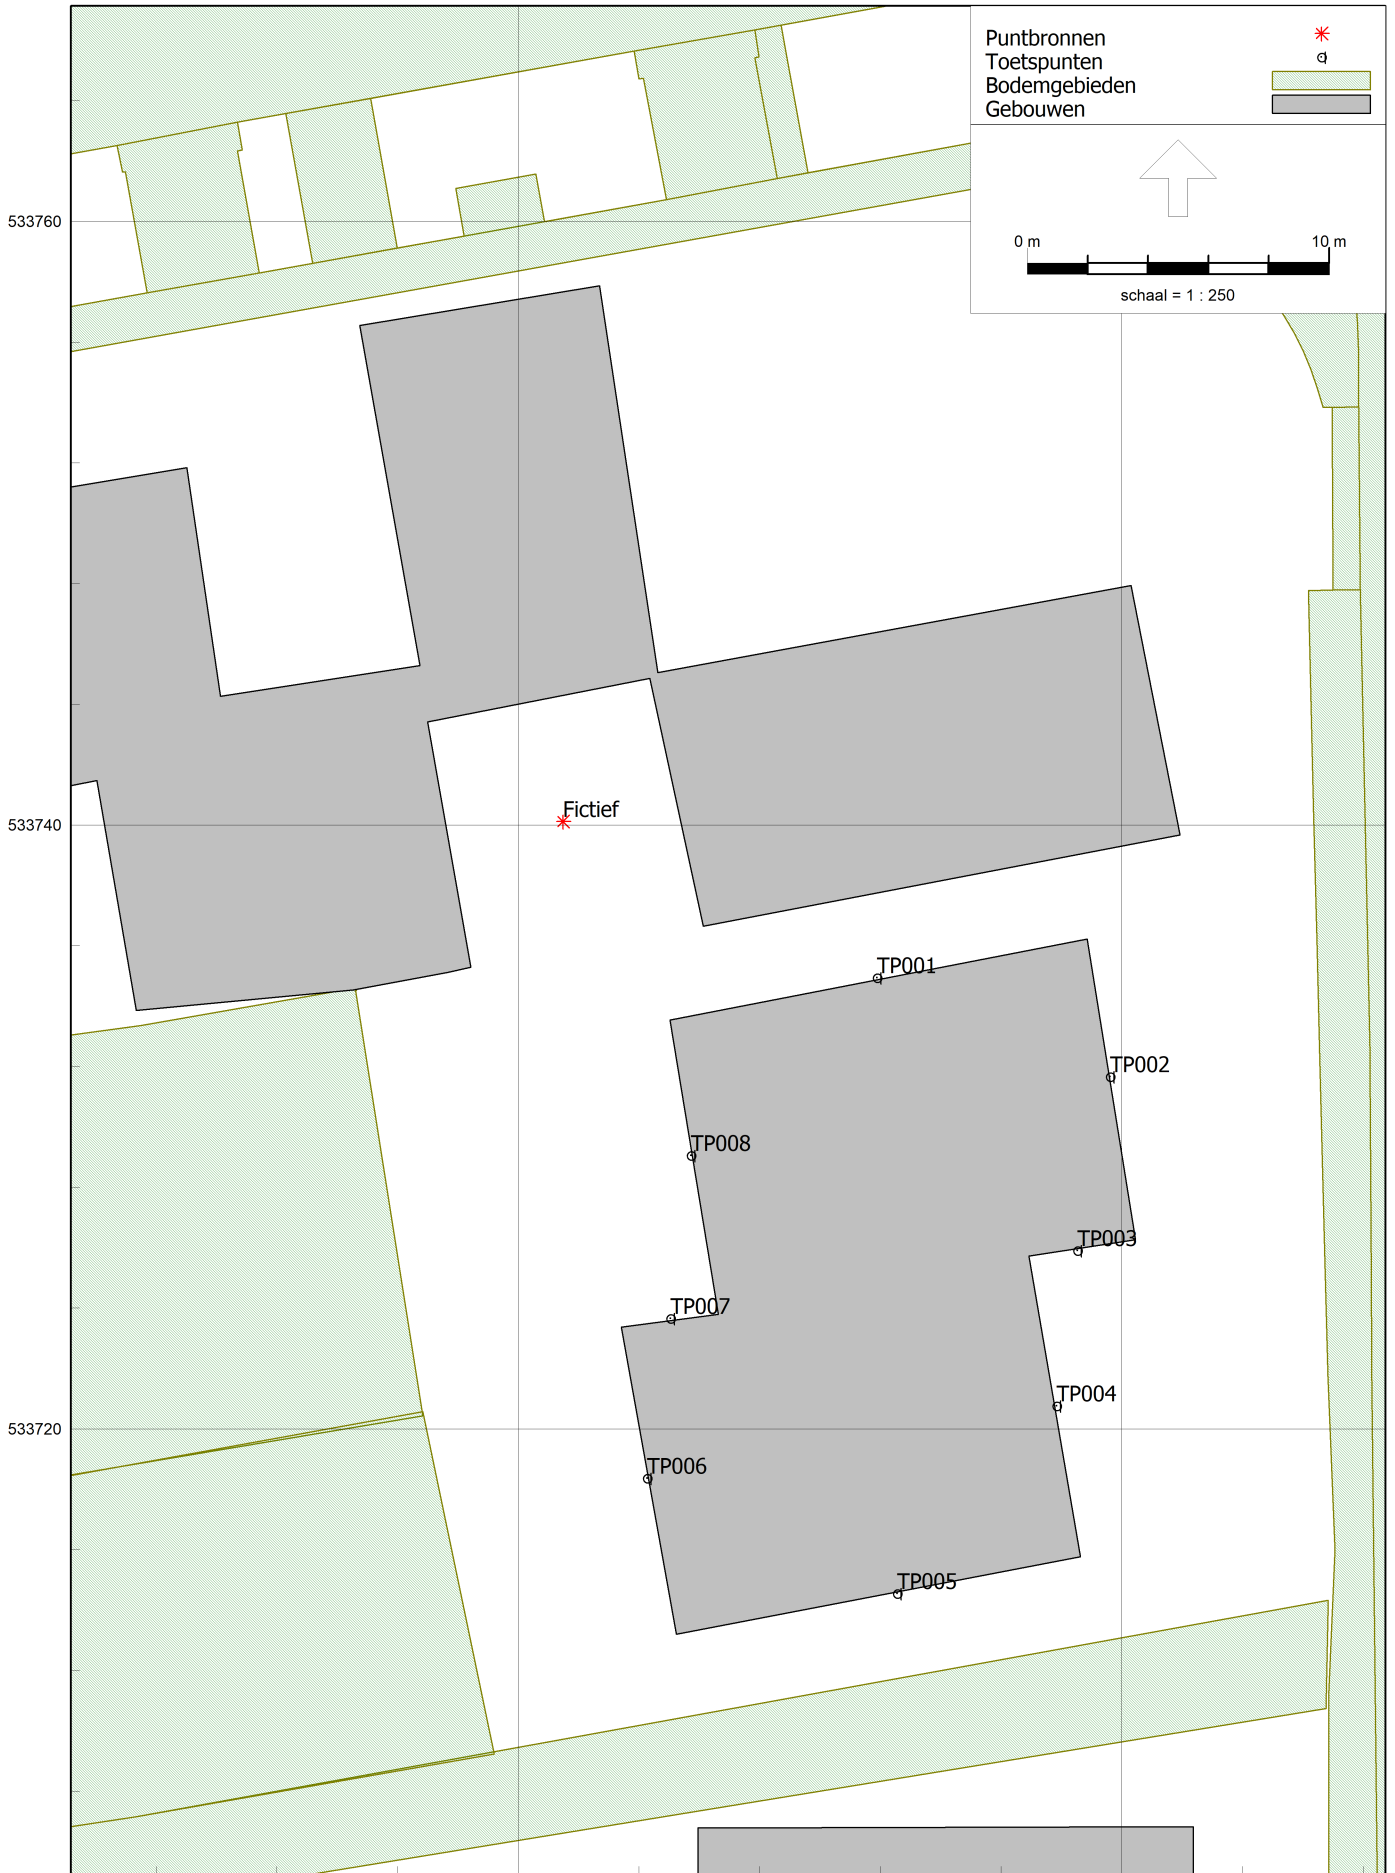 Puntbronnen
Toetspunten
Bodemgebieden
Gebouwen
0 m 10 m
schaal = 1 : 250
533760
533740
Fictief
TP001
TP002
TP008
TP003
TP007
TP004
533720
TP006
TP005